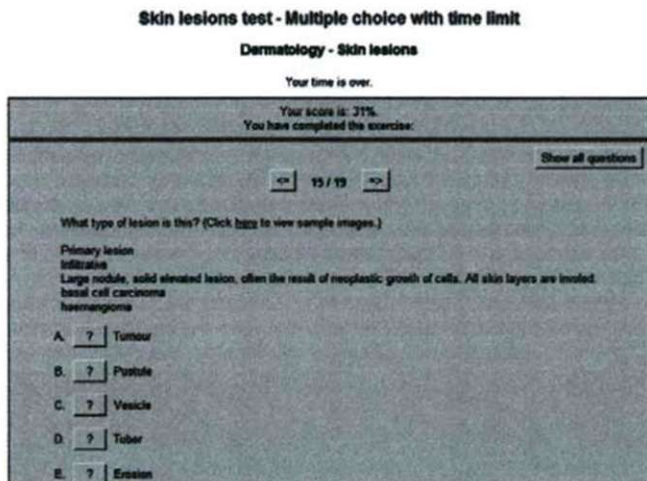 Skin lesions test - Multiple choice with time limit
Dermatology - Skin lesions
Your time is over.
Your score is: 31%.
You have completed the exercise:
Show all questions
<= 15 / 19 =>
What type of lesion is this? (Click here to view sample images.)
Primary lesion
Infiltrative
Large nodule, solid elevated lesion, often the result of neoplastic growth of cells. All skin layers are involed.
basal cell carcinoma
haemangioma
A. ? Tumour
B. ? Pustule
C. ? Vesicle
D. ? Tuber
E. ? Erosion